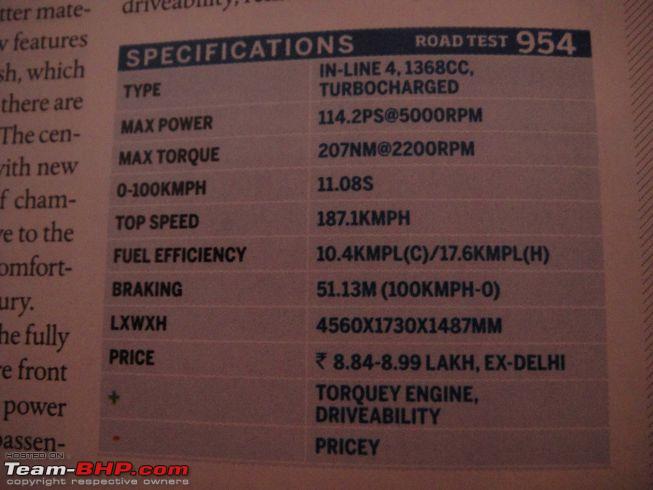 tter mate-
features
sh, which
there are
The cen-
with new
f cham-
e to the
omfort-
ury.
he fully
re front
power
passen-
driveability,
SPECIFICATIONS ROAD TEST 954
TYPE IN-LINE 4, 1368CC,
TURBOCHARGED
MAX POWER 114.2PS@5000RPM
MAX TORQUE 207NM@2200RPM
0-100KMPH 11.08S
TOP SPEED 187.1KMPH
FUEL EFFICIENCY 10.4KMPL(C)/17.6KMPL(H)
BRAKING 51.13M (100KMPH-0)
LXWXH 4560X1730X1487MM
PRICE ₹ 8.84-8.99 LAKH, EX-DELHI
+ TORQUEY ENGINE,
DRIVEABILITY
- PRICEY
HOSTED ON
Team-BHP.com
copyright respective owners